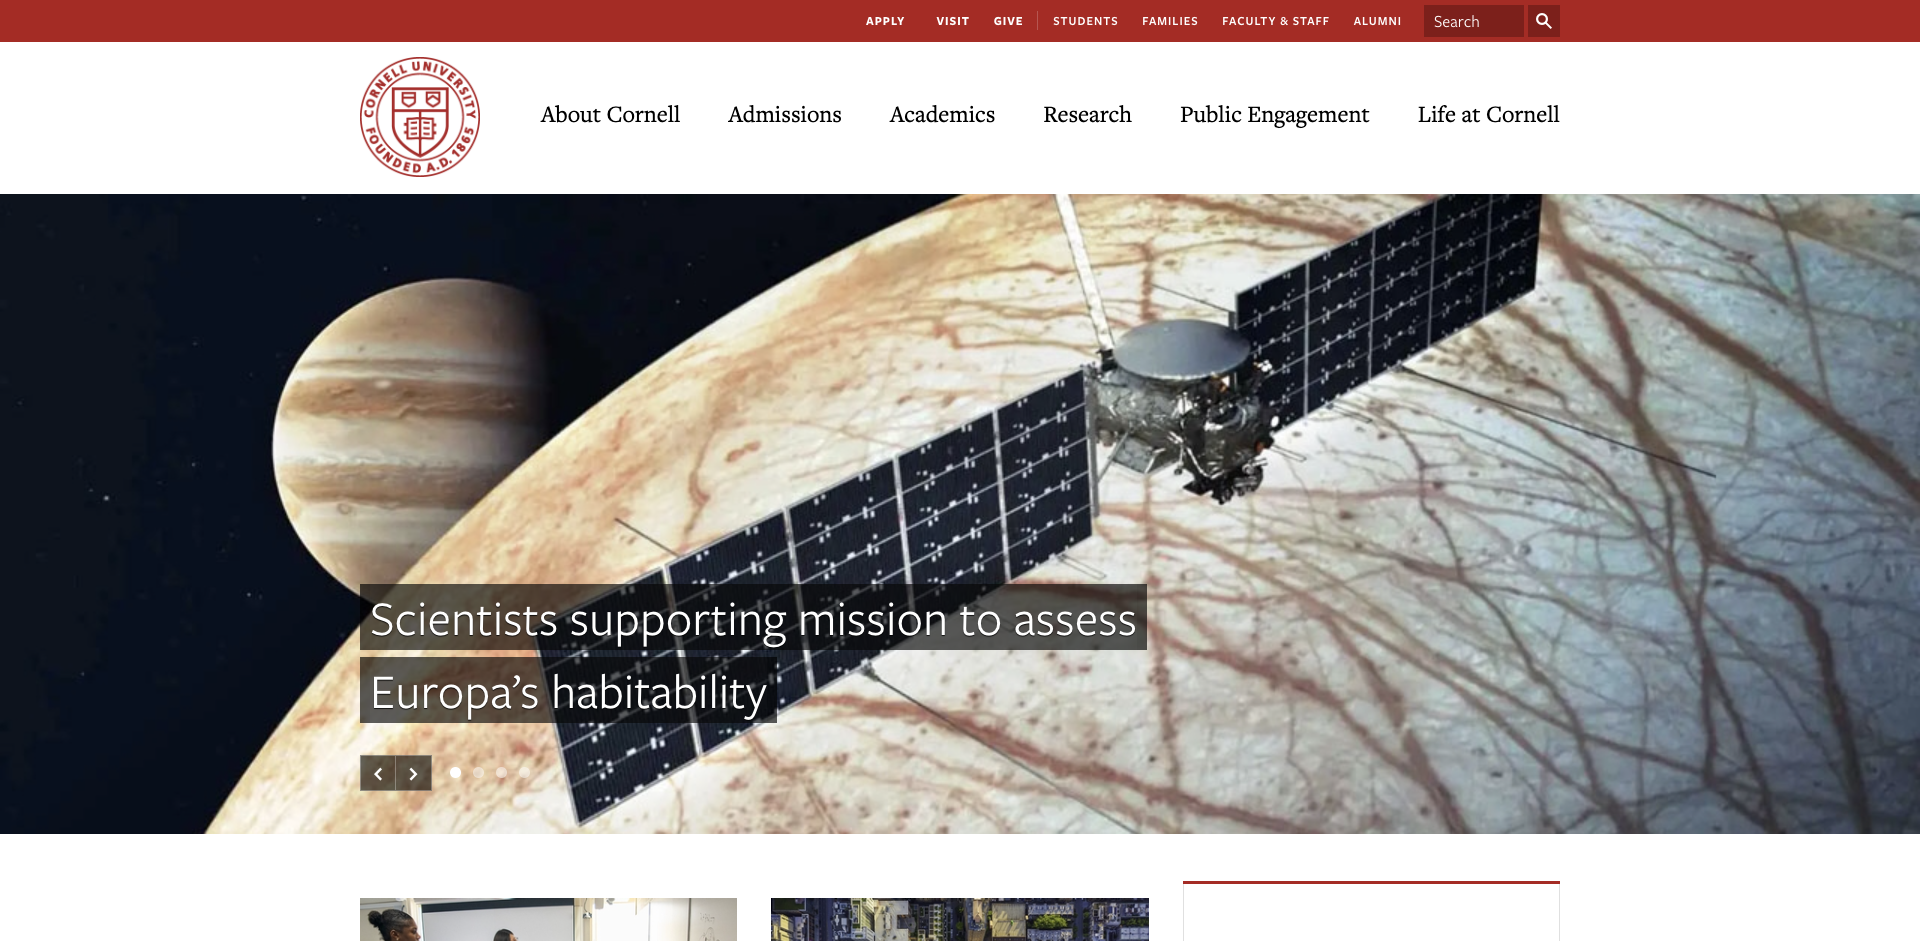 APPLY VISIT GIVE STUDENTS FAMILIES FACULTY & STAFF ALUMNI Search
CORNELL UNIVERSITY
FOUNDED A.D. 1865
About Cornell Admissions Academics Research Public Engagement Life at Cornell
Scientists supporting mission to assess
Europa’s habitability